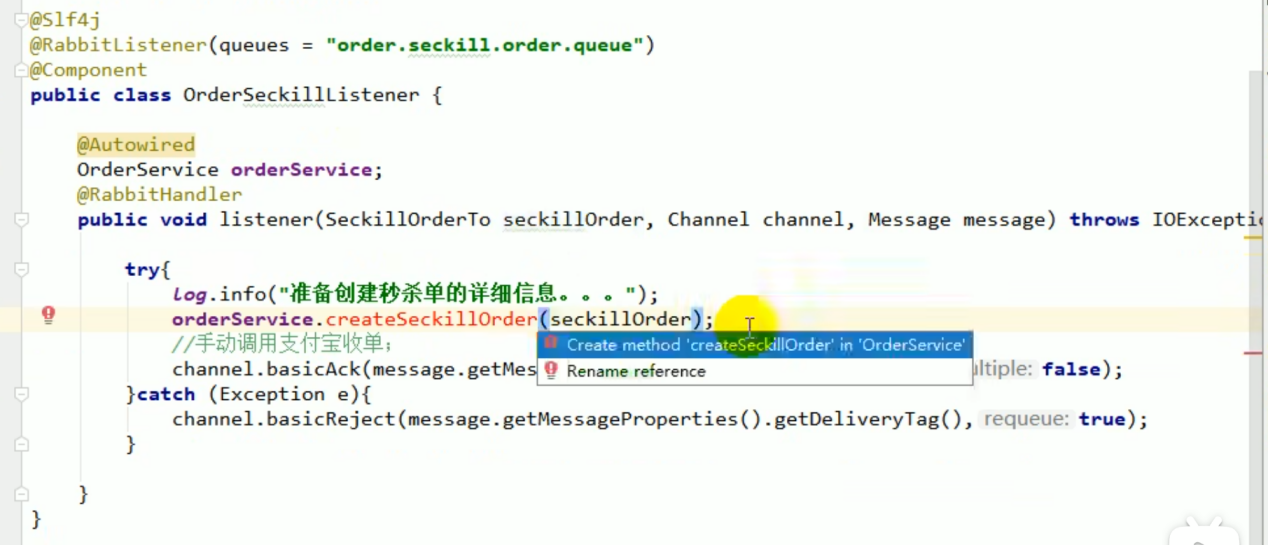 @Slf4j
@RabbitListener(queues = "order.seckill.order.queue")
@Component
public class OrderSeckillListener {
@Autowired
OrderService orderService;
@RabbitHandler
public void listener(SeckillOrderTo seckillOrder, Channel channel, Message message) throws
try{
log.info("准备创建秒杀单的详细信息。。。");
orderService.createSeckillOrder(seckillOrder);
Create method 'createSeckillOrder' in 'OrderService'
//手动调用支付宝收单;
Rename reference
channel.basicAck(message. false);
}catch (Exception e){
channel.basicReject(message.getMessageProperties().getDeliveryTag(), requeue: true);
}
}
}